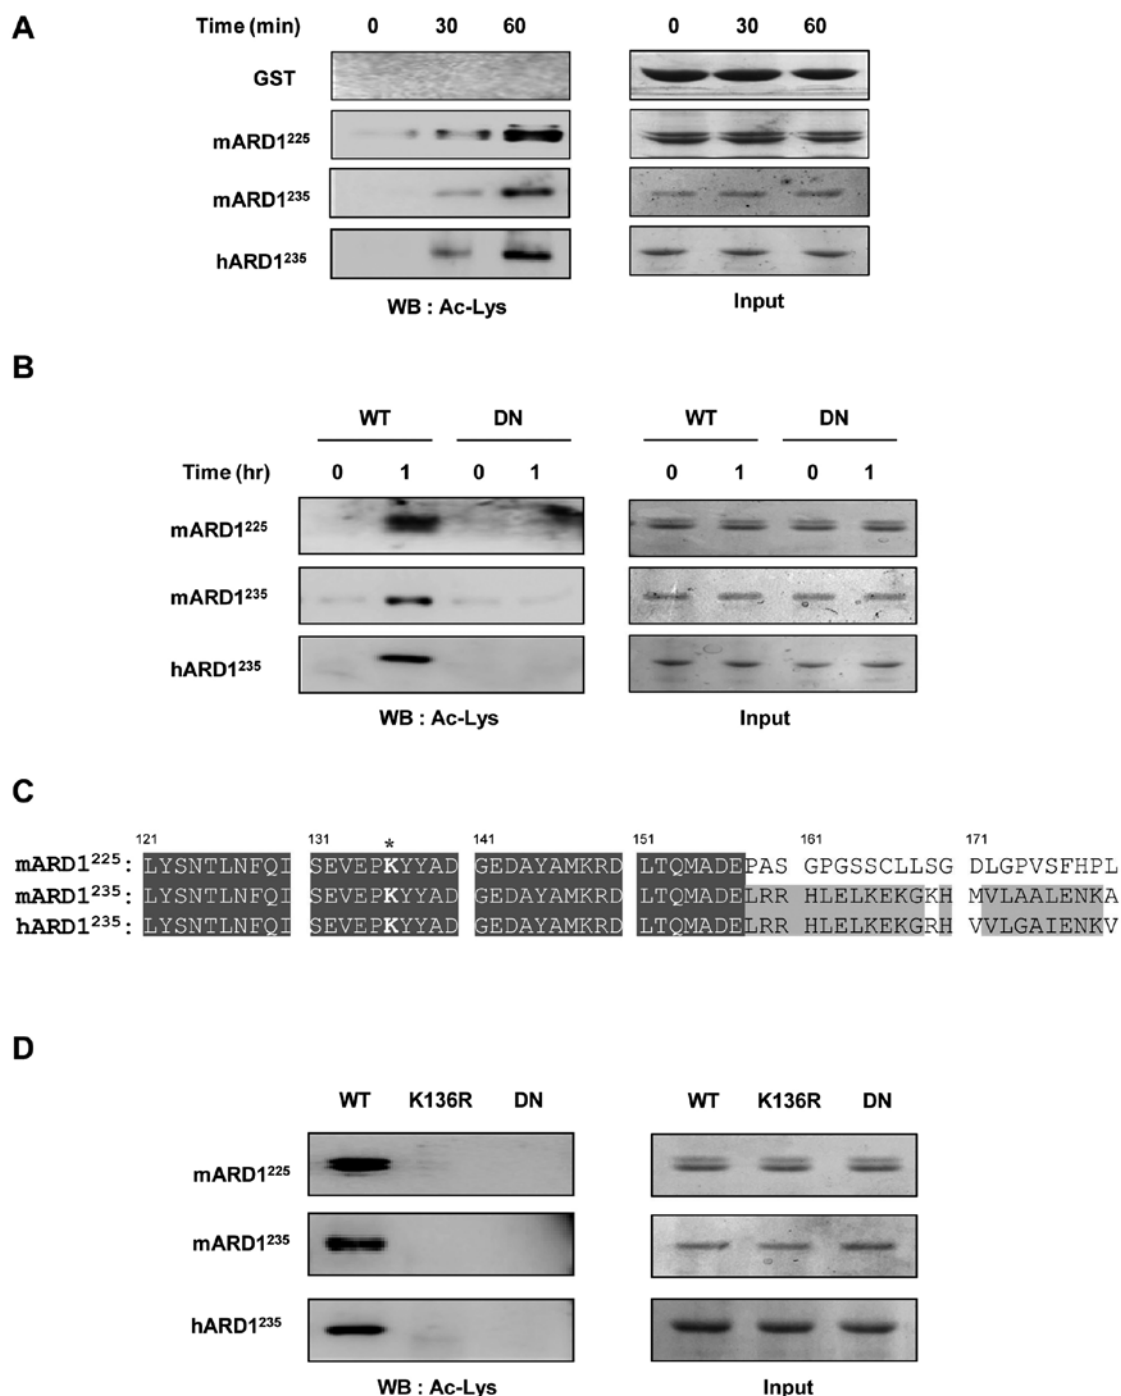 A
Time (min) 0 30 60 0 30 60
GST
mARD1²²⁵
mARD1²³⁵
hARD1²³⁵
WB : Ac-Lys Input
B
WT DN WT DN
Time (hr) 0 1 0 1 0 1 0 1
mARD1²²⁵
mARD1²³⁵
hARD1²³⁵
WB : Ac-Lys Input
C
121 131 * 141 151 161 171
mARD1²²⁵: LYSNTLNFQI SEVEPKYYAD GEDAYAMKRD LTQMADEPAS GPGSSCLLSG DLGPVSFHPL
mARD1²³⁵: LYSNTLNFQI SEVEPKYYAD GEDAYAMKRD LTQMADELRR HLELKEKGKH MVLAALENKA
hARD1²³⁵: LYSNTLNFQI SEVEPKYYAD GEDAYAMKRD LTQMADELRR HLELKEKGRH VVLGAIENKV
D
WT K136R DN WT K136R DN
mARD1²²⁵
mARD1²³⁵
hARD1²³⁵
WB : Ac-Lys Input